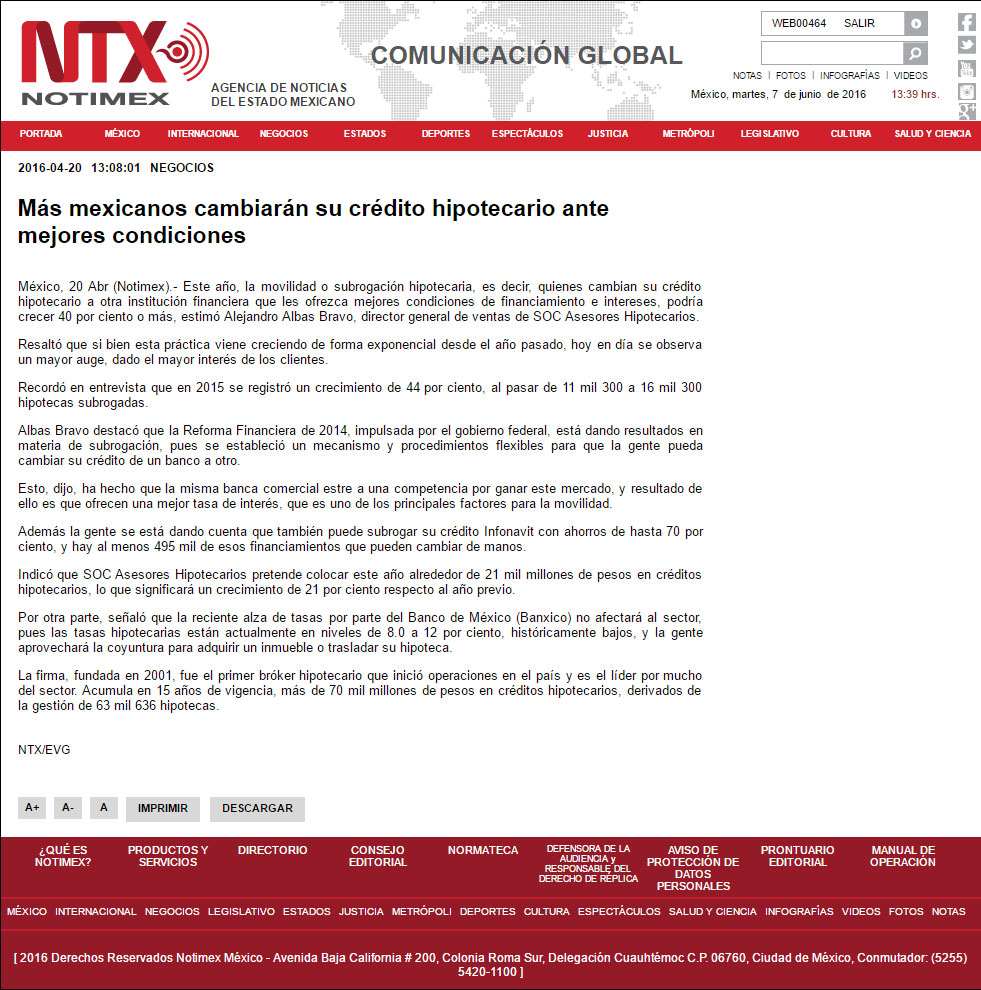 NTX
NOTIMEX
AGENCIA DE NOTICIAS
DEL ESTADO MEXICANO
COMUNICACIÓN GLOBAL
WEB00464 SALIR
NOTAS | FOTOS | INFOGRAFÍAS | VIDEOS
México, martes, 7 de junio de 2016 13:39 hrs.
PORTADA MÉXICO INTERNACIONAL NEGOCIOS ESTADOS DEPORTES ESPECTÁCULOS JUSTICIA METRÓPOLI LEGISLATIVO CULTURA SALUD Y CIENCIA
2016-04-20 13:08:01 NEGOCIOS
Más mexicanos cambiarán su crédito hipotecario ante
mejores condiciones
México, 20 Abr (Notimex).- Este año, la movilidad o subrogación hipotecaria, es decir, quienes cambian su crédito
hipotecario a otra institución financiera que les ofrezca mejores condiciones de financiamiento e intereses, podría
crecer 40 por ciento o más, estimó Alejandro Albas Bravo, director general de ventas de SOC Asesores Hipotecarios.
Resaltó que si bien esta práctica viene creciendo de forma exponencial desde el año pasado, hoy en día se observa
un mayor auge, dado el mayor interés de los clientes.
Recordó en entrevista que en 2015 se registró un crecimiento de 44 por ciento, al pasar de 11 mil 300 a 16 mil 300
hipotecas subrogadas.
Albas Bravo destacó que la Reforma Financiera de 2014, impulsada por el gobierno federal, está dando resultados en
materia de subrogación, pues se estableció un mecanismo y procedimientos flexibles para que la gente pueda
cambiar su crédito de un banco a otro.
Esto, dijo, ha hecho que la misma banca comercial estre a una competencia por ganar este mercado, y resultado de
ello es que ofrecen una mejor tasa de interés, que es uno de los principales factores para la movilidad.
Además la gente se está dando cuenta que también puede subrogar su crédito Infonavit con ahorros de hasta 70 por
ciento, y hay al menos 495 mil de esos financiamientos que pueden cambiar de manos.
Indicó que SOC Asesores Hipotecarios pretende colocar este año alrededor de 21 mil millones de pesos en créditos
hipotecarios, lo que significará un crecimiento de 21 por ciento respecto al año previo.
Por otra parte, señaló que la reciente alza de tasas por parte del Banco de México (Banxico) no afectará al sector,
pues las tasas hipotecarias están actualmente en niveles de 8.0 a 12 por ciento, históricamente bajos, y la gente
aprovechará la coyuntura para adquirir un inmueble o trasladar su hipoteca.
La firma, fundada en 2001, fue el primer bróker hipotecario que inició operaciones en el país y es el líder por mucho
del sector. Acumula en 15 años de vigencia, más de 70 mil millones de pesos en créditos hipotecarios, derivados de
la gestión de 63 mil 636 hipotecas.
NTX/EVG
A+ A- A IMPRIMIR DESCARGAR
¿QUÉ ES
NOTIMEX?
PRODUCTOS Y
SERVICIOS
DIRECTORIO
CONSEJO
EDITORIAL
NORMATECA
DEFENSORA DE LA
AUDIENCIA y
RESPONSABLE DEL
DERECHO DE RÉPLICA
AVISO DE
PROTECCIÓN DE
DATOS
PERSONALES
PRONTUARIO
EDITORIAL
MANUAL DE
OPERACIÓN
MÉXICO INTERNACIONAL NEGOCIOS LEGISLATIVO ESTADOS JUSTICIA METRÓPOLI DEPORTES CULTURA ESPECTÁCULOS SALUD Y CIENCIA INFOGRAFÍAS VIDEOS FOTOS NOTAS
[ 2016 Derechos Reservados Notimex México - Avenida Baja California # 200, Colonia Roma Sur, Delegación Cuauhtémoc C.P. 06760, Ciudad de México, Conmutador: (5255)
5420-1100 ]